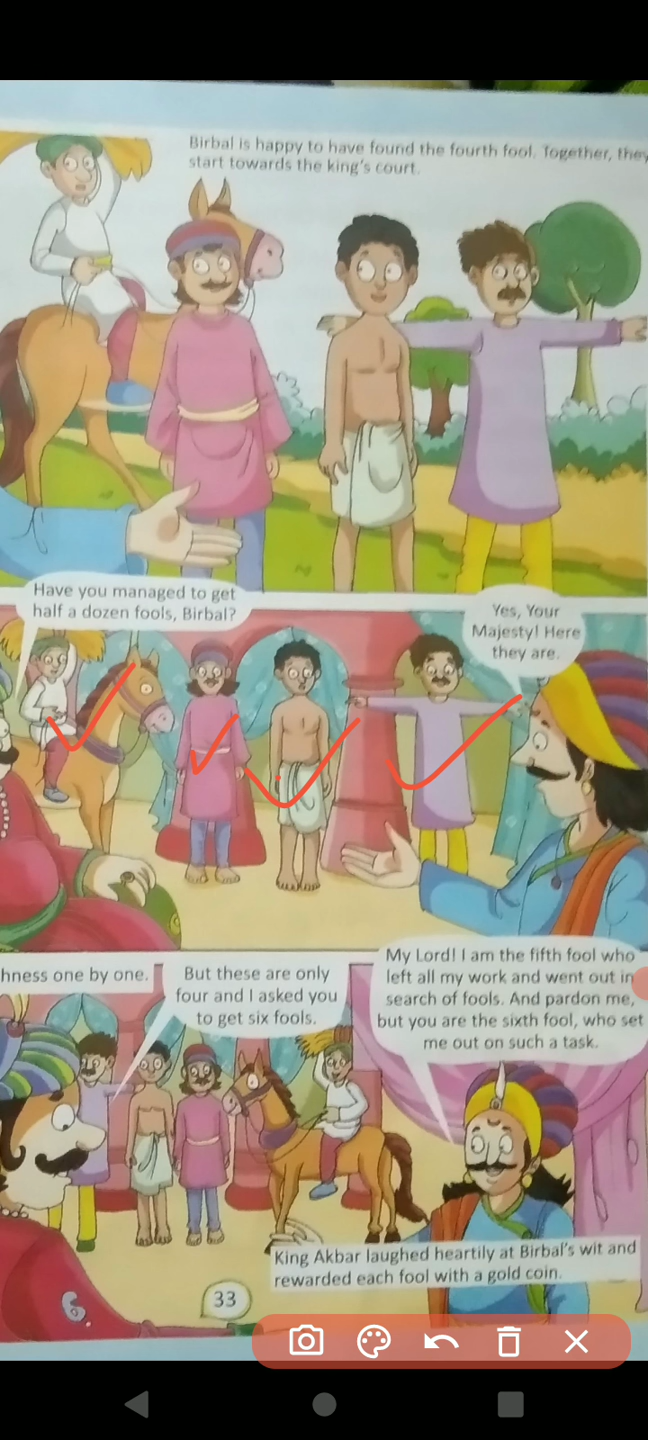 Birbal is happy to have found the fourth fool. Together, they
start towards the king's court.
Have you managed to get
half a dozen fools, Birbal?
Yes, Your
Majesty! Here
they are.
hness one by one.
But these are only
four and I asked you
to get six fools.
My Lord! I am the fifth fool who
left all my work and went out in
search of fools. And pardon me,
but you are the sixth fool, who set
me out on such a task.
King Akbar laughed heartily at Birbal's wit and
rewarded each fool with a gold coin.
33